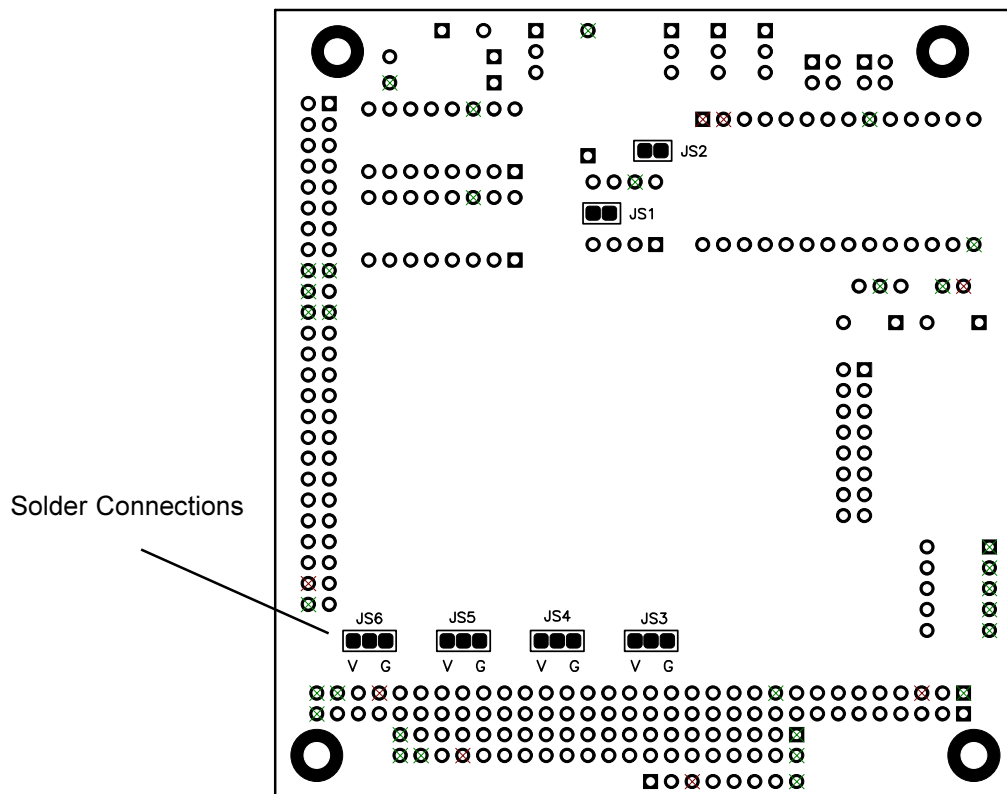 JS2
JS1
Solder Connections
JS6 JS5 JS4 JS3
V G V G V G V G